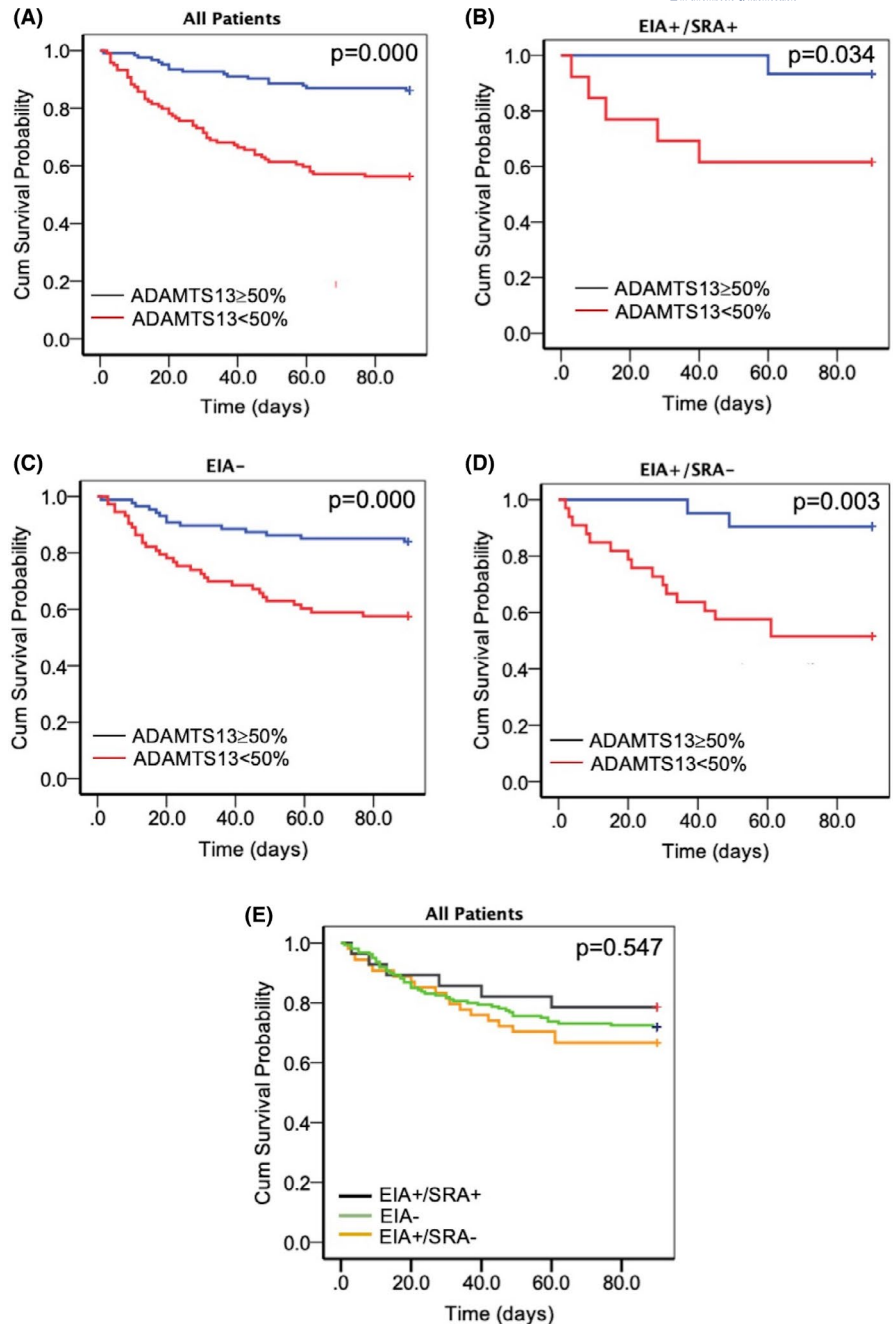 (A)
All Patients
p=0.000
1.0
0.8
0.6
0.4
0.2
0.0
Cum Survival Probability
ADAMTS13≥50%
ADAMTS13<50%
.0 20.0 40.0 60.0 80.0
Time (days)
(B)
EIA+/SRA+
p=0.034
1.0
0.8
0.6
0.4
0.2
0.0
Cum Survival Probability
ADAMTS13≥50%
ADAMTS13<50%
.0 20.0 40.0 60.0 80.0
Time (days)
(C)
EIA−
p=0.000
1.0
0.8
0.6
0.4
0.2
0.0
Cum Survival Probability
ADAMTS13≥50%
ADAMTS13<50%
.0 20.0 40.0 60.0 80.0
Time (days)
(D)
EIA+/SRA−
p=0.003
1.0
0.8
0.6
0.4
0.2
0.0
Cum Survival Probability
ADAMTS13≥50%
ADAMTS13<50%
.0 20.0 40.0 60.0 80.0
Time (days)
(E)
All Patients
p=0.547
1.0
0.8
0.6
0.4
0.2
0.0
Cum Survival Probability
EIA+/SRA+
EIA-
EIA+/SRA-
.0 20.0 40.0 60.0 80.0
Time (days)